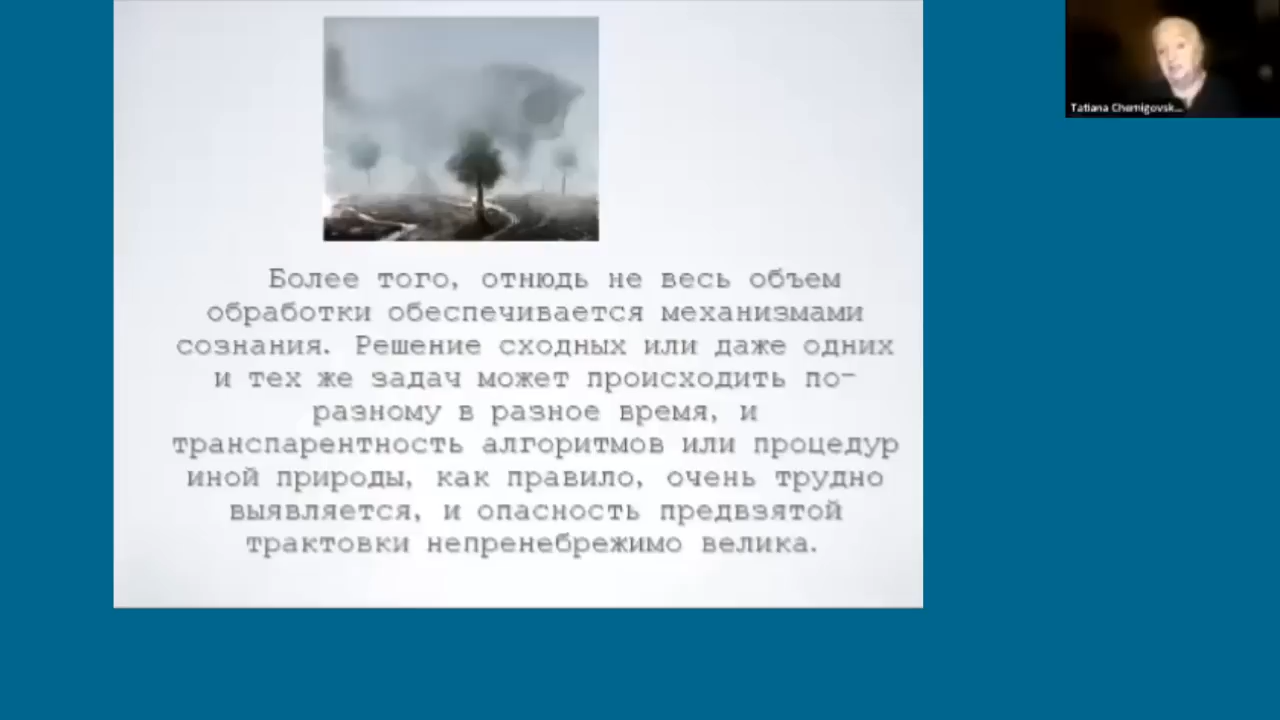 Tatiana Chernigovsk...
Более того, отнюдь не весь объем
обработки обеспечивается механизмами
сознания. Решение сходных или даже одних
и тех же задач может происходить по-
разному в разное время, и
транспарентность алгоритмов или процедур
иной природы, как правило, очень трудно
выявляется, и опасность предвзятой
трактовки непренебрежимо велика.